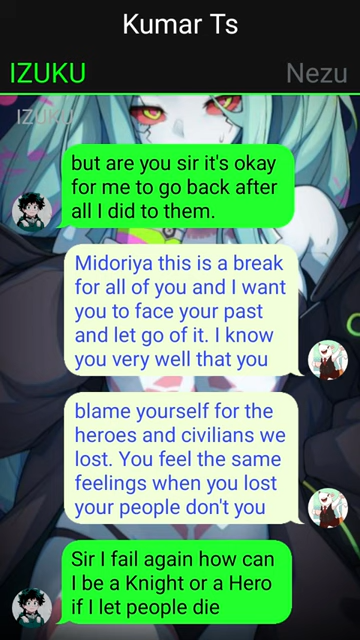 Kumar Ts
IZUKU
Nezu
IZUKU
but are you sir it's okay
for me to go back after
all I did to them.
Midoriya this is a break
for all of you and I want
you to face your past
and let go of it. I know
you very well that you
blame yourself for the
heroes and civilians we
lost. You feel the same
feelings when you lost
your people don't you
Sir I fail again how can
I be a Knight or a Hero
if I let people die